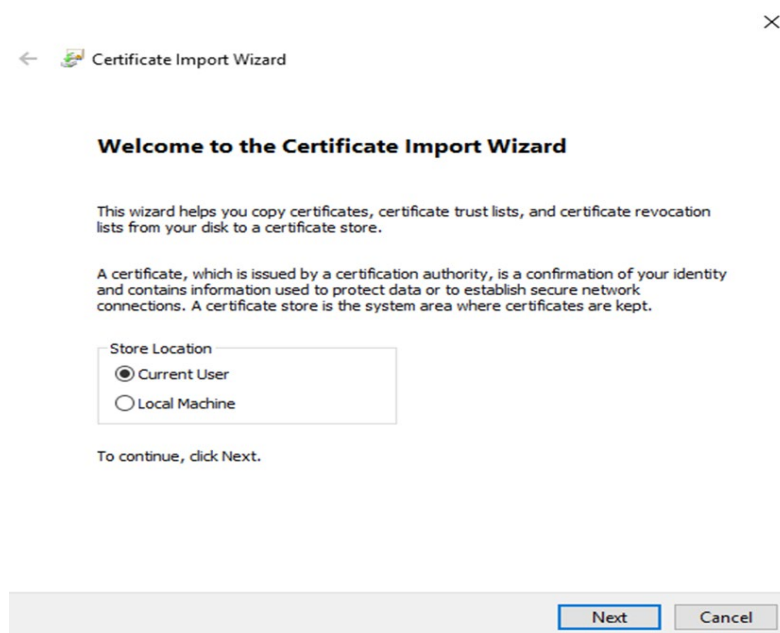 Certificate Import Wizard
Welcome to the Certificate Import Wizard
This wizard helps you copy certificates, certificate trust lists, and certificate revocation
lists from your disk to a certificate store.
A certificate, which is issued by a certification authority, is a confirmation of your identity
and contains information used to protect data or to establish secure network
connections. A certificate store is the system area where certificates are kept.
Store Location
Current User
Local Machine
To continue, click Next.
Next Cancel